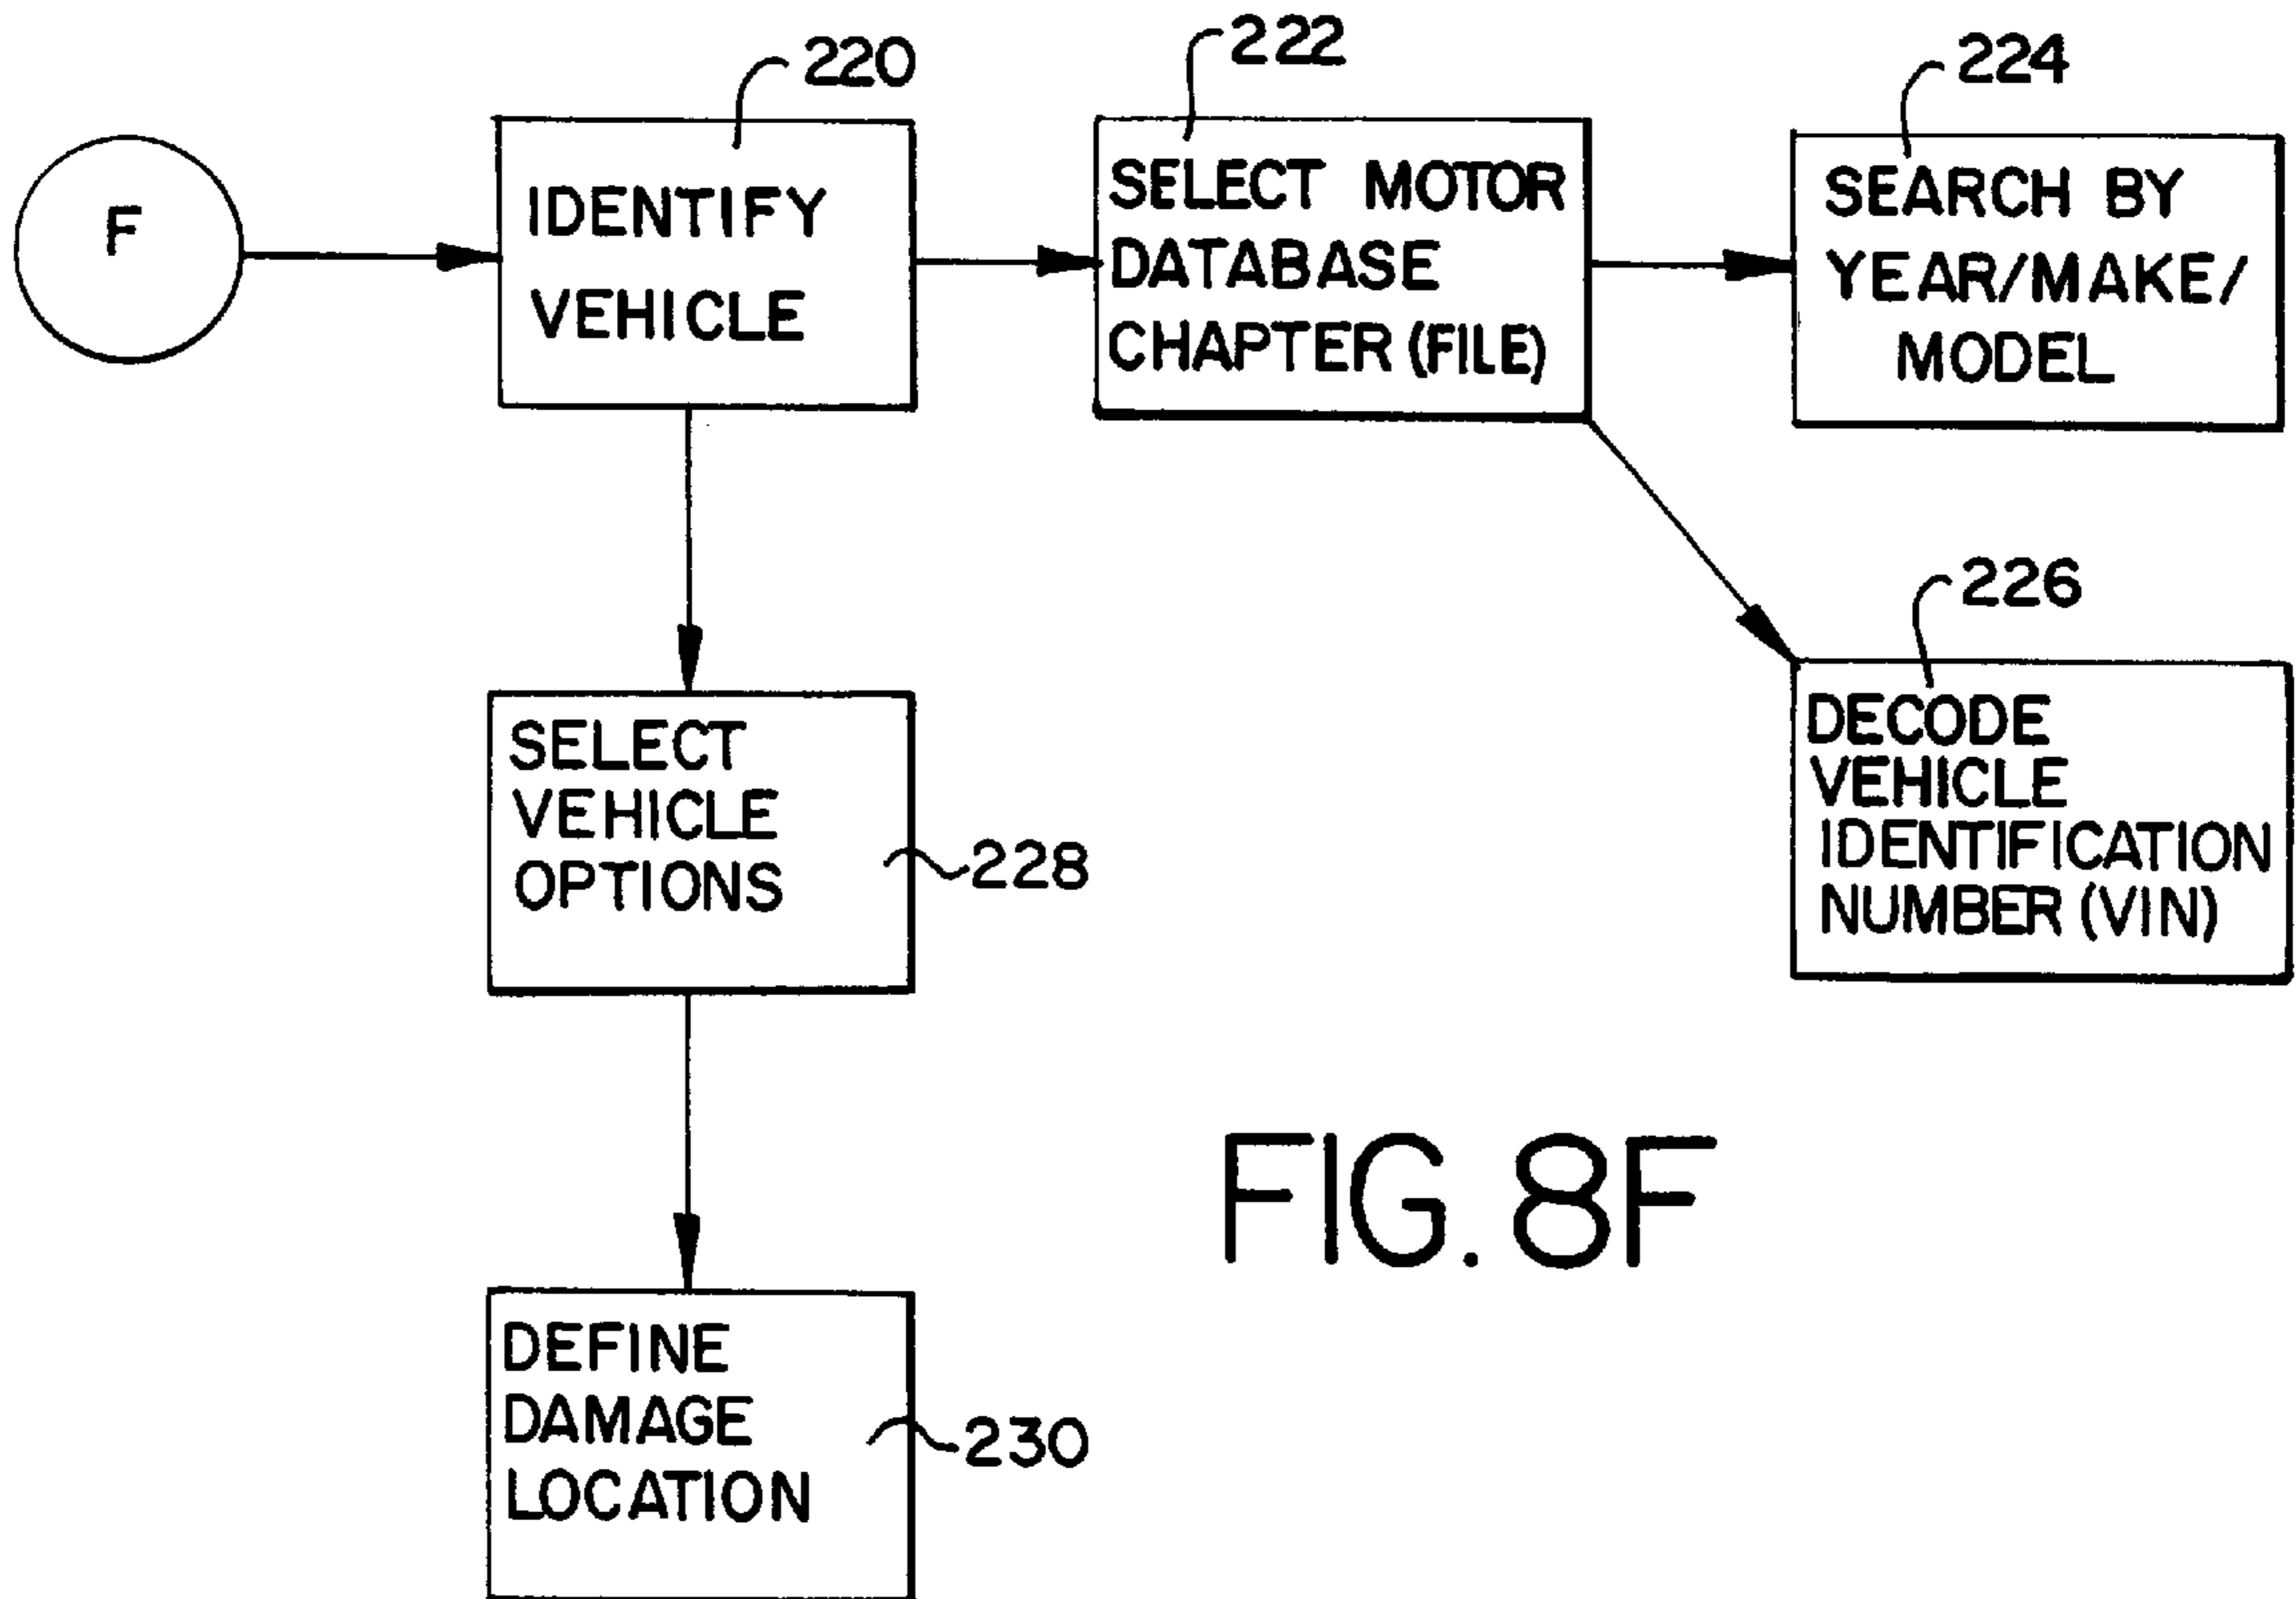 F
220
IDENTIFY
VEHICLE
222
SELECT MOTOR
DATABASE
CHAPTER (FILE)
224
SEARCH BY
YEAR/MAKE/
MODEL
226
DECODE
VEHICLE
IDENTIFICATION
NUMBER (VIN)
SELECT
VEHICLE
OPTIONS
228
DEFINE
DAMAGE
LOCATION
230
FIG. 8F